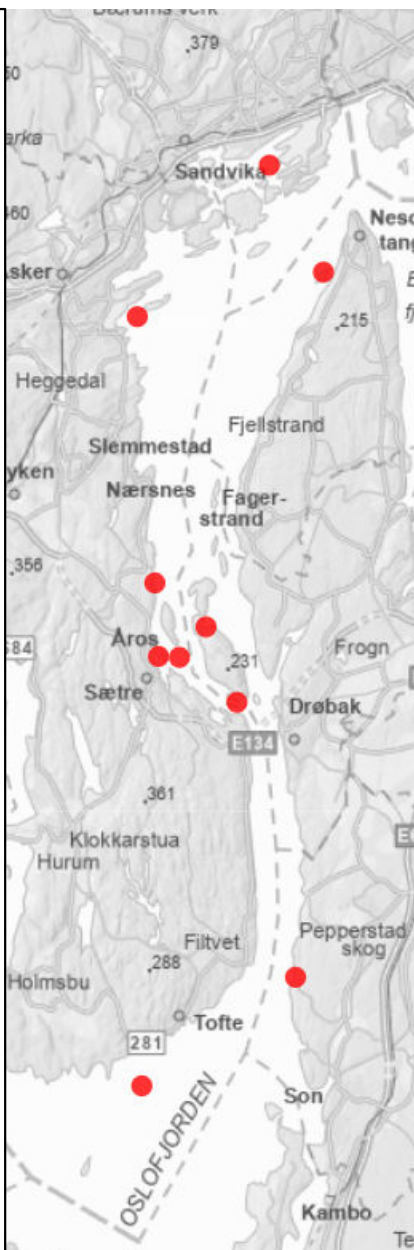 379
Sandvika
Asker
215
Heggedal
Fjellstrand
Slemmestad
Nærsnes
Fager-
strand
356
Åros
Frogn
231
Sætre
Drøbak
E134
361
Klokkarstua
Hurum
Pepperstad
skog
Filtvet
288
Holmsbu
Tofte
281
OSLOFJORDEN
Son
Kambo